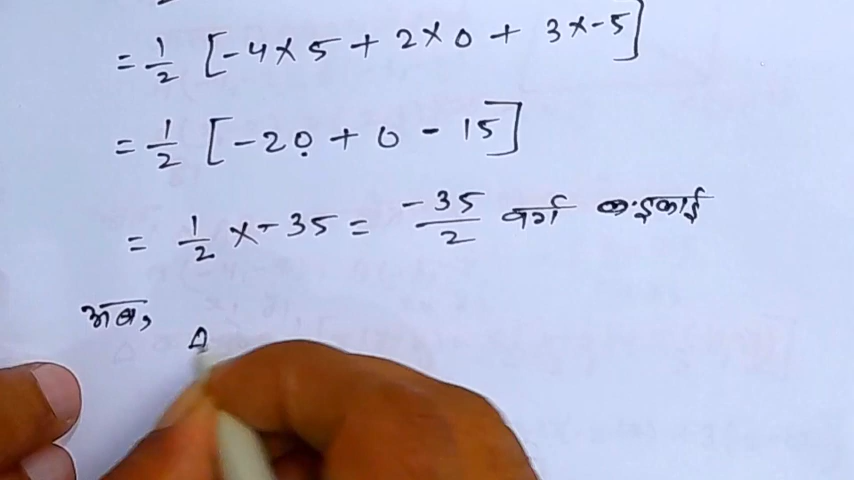 = 1/2 [-4×5 + 2×0 + 3×-5]
= 1/2 [-20 + 0 - 15]
= 1/2 × -35 = -35/2 वर्ग इकाई
अब, Δ